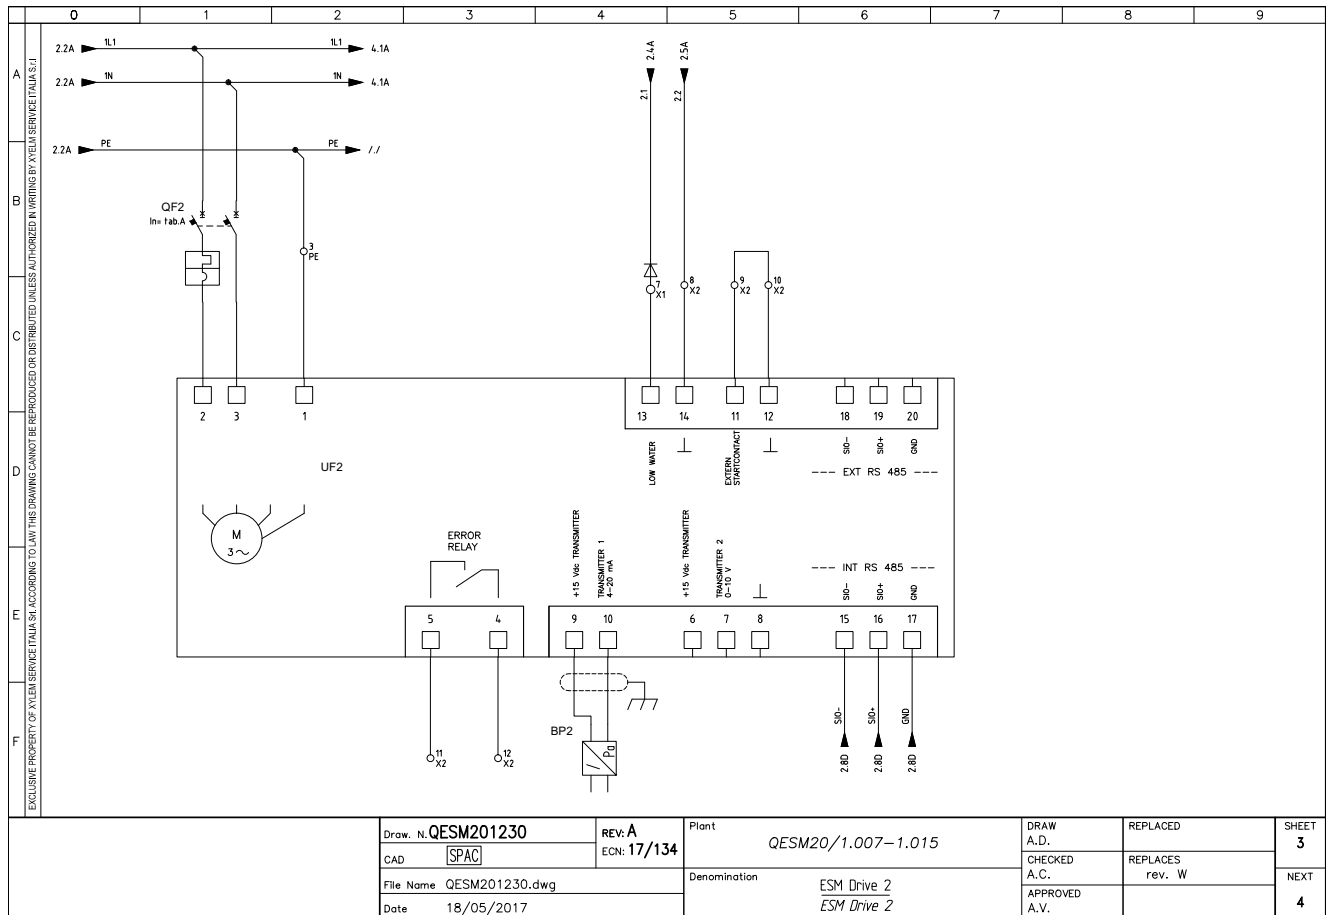 0 1 2 3 4 5 6 7 8 9
A
B
C
D
E
F
EXCLUSIVE PROPERTY OF XYLEM SERVICE ITALIA Srl. ACCORDING TO LAW THIS DRAWING CANNOT BE REPRODUCED OR DISTRIBUTED UNLESS AUTHORIZED IN WRITING BY XYELM SERIVICE ITALIA S.r.l
2.2A 1L1 1L1 4.1A
2.2A 1N 1N 4.1A
2.2A PE PE /./
2.4A 2.5A
2.1 2.2
QF2
In= tab.A
3
PE
7
X1
8
X2
9
X2
10
X2
2 3 1
13 14 11 12 18 19 20
LOW WATER
EXTERN
STARTCONTACT
SIO-
SIO+
GND
--- EXT RS 485 ---
UF2
M
3~
ERROR
RELAY
+15 Vdc TRANSMITTER
TRANSMITTER 1
4-20 mA
+15 Vdc TRANSMITTER
TRANSMITTER 2
0-10 V
--- INT RS 485 ---
SIO-
SIO+
GND
5 4 9 10 6 7 8 15 16 17
BP2
Pa
11
X2
12
X2
SIO-
SIO+
GND
2.8D 2.8D 2.8D
Draw. N. QESM201230
REV: A
ECN: 17/134
CAD SPAC
File Name QESM201230.dwg
Date 18/05/2017
Plant
QESM20/1.007-1.015
Denomination
ESM Drive 2
ESM Drive 2
DRAW
A.D.
CHECKED
A.C.
APPROVED
A.V.
REPLACED
REPLACES
rev. W
SHEET
3
NEXT
4